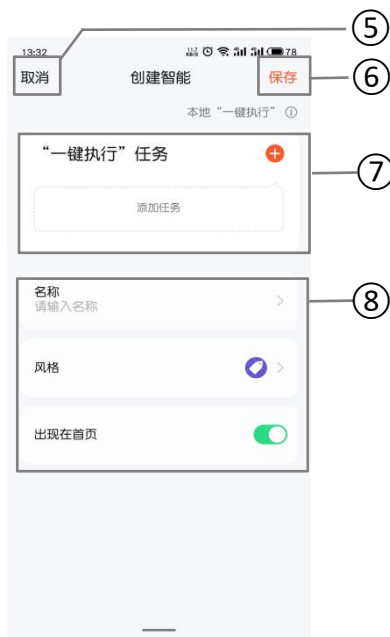 ⑤
13:32
78
取消
创建智能
保存
⑥
本地“一键执行”
“一键执行”任务
⑦
添加任务
名称
请输入名称
⑧
风格
出现在首页